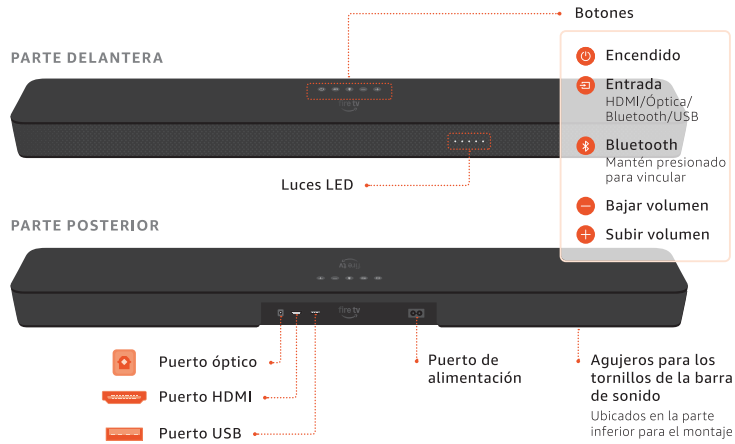 Botones
PARTE DELANTERA
Encendido
Entrada
HDMI/Óptica/
Bluetooth/USB
Bluetooth
Mantén presionado
para vincular
Bajar volumen
Subir volumen
fire tv
Luces LED
PARTE POSTERIOR
fire tv
Puerto óptico
Puerto HDMI
Puerto USB
Puerto de
alimentación
Agujeros para los
tornillos de la barra
de sonido
Ubicados en la parte
inferior para el montaje